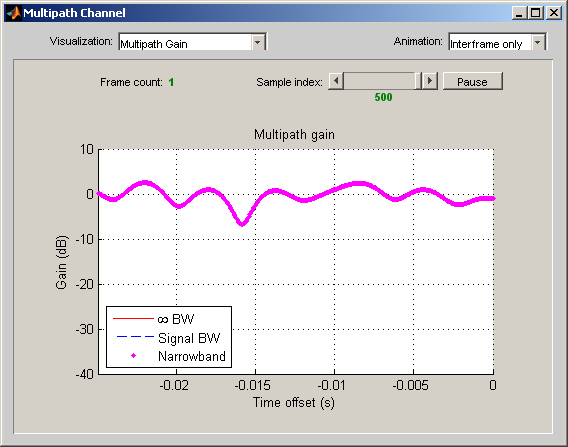 Multipath Channel
Visualization: Multipath Gain Animation: Interframe only
Frame count: 1 Sample index: Pause
500
Multipath gain
10
0
-10
-20
-30
-40
Gain (dB)
∞ BW
Signal BW
Narrowband
-0.02 -0.015 -0.01 -0.005 0
Time offset (s)